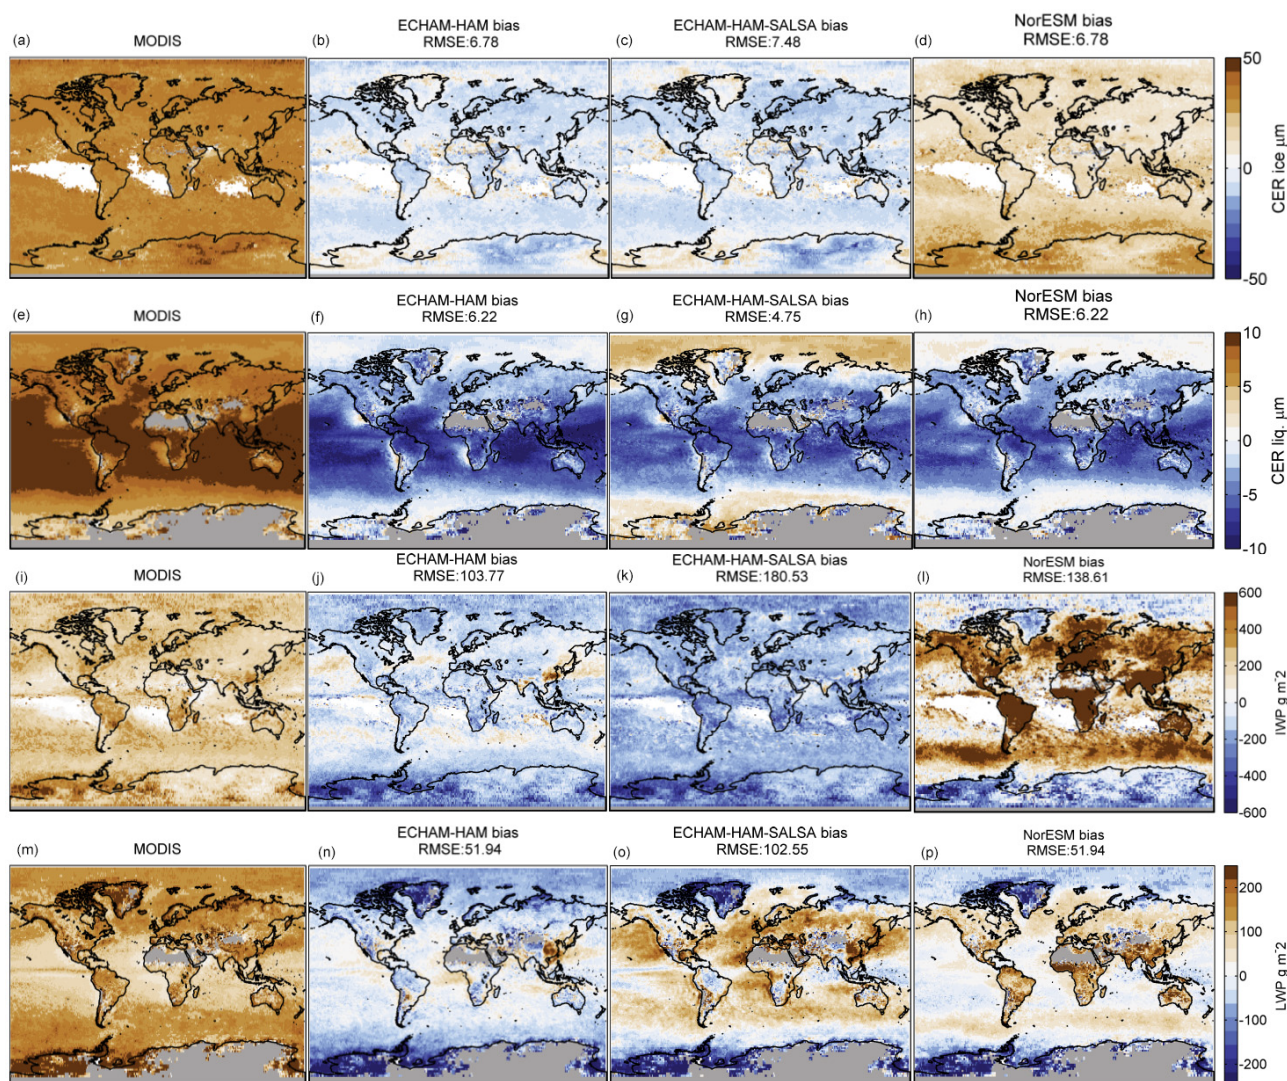 (a) MODIS
(b) ECHAM-HAM bias
RMSE:6.78
(c) ECHAM-HAM-SALSA bias
RMSE:7.48
(d) NorESM bias
RMSE:6.78
50
0
-50
CER ice µm
(e) MODIS
(f) ECHAM-HAM bias
RMSE:6.22
(g) ECHAM-HAM-SALSA bias
RMSE:4.75
(h) NorESM bias
RMSE:6.22
10
5
0
-5
-10
CER liq. µm
(i) MODIS
(j) ECHAM-HAM bias
RMSE:103.77
(k) ECHAM-HAM-SALSA bias
RMSE:180.53
(l) NorESM bias
RMSE:138.61
600
400
200
0
-200
-400
-600
IWP g m-2
(m) MODIS
(n) ECHAM-HAM bias
RMSE:51.94
(o) ECHAM-HAM-SALSA bias
RMSE:102.55
(p) NorESM bias
RMSE:51.94
200
100
0
-100
-200
LWP g m-2